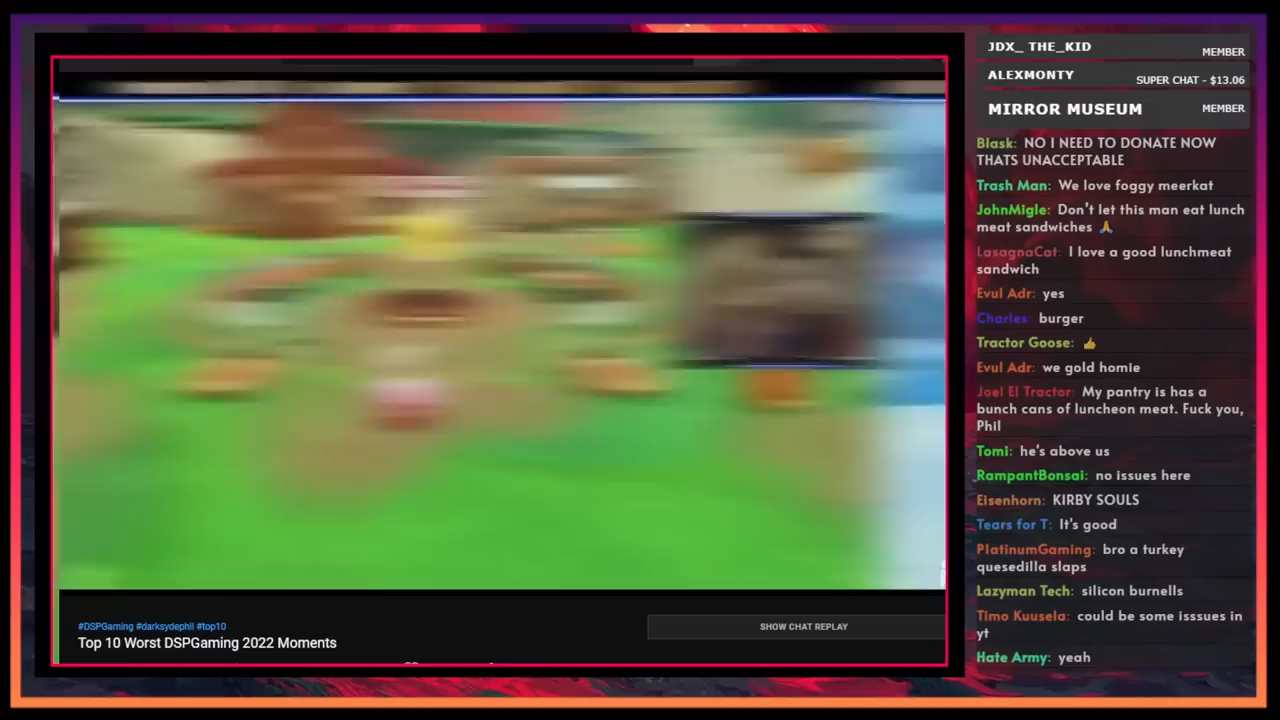 #DSPGaming #darksydephil #top10
Top 10 Worst DSPGaming 2022 Moments
SHOW CHAT REPLAY
JDX_ THE_KID
MEMBER
ALEXMONTY
SUPER CHAT - $13.06
MIRROR MUSEUM
MEMBER
Blask: NO I NEED TO DONATE NOW
THATS UNACCEPTABLE
Trash Man: We love foggy meerkat
JohnMigle: Don't let this man eat lunch
meat sandwiches 🙏
LasagnaCat: I love a good lunchmeat
sandwich
Evul Adr: yes
Charles: burger
Tractor Goose: 👍
Evul Adr: we gold homie
Joel El Tractor: My pantry is has a
bunch cans of luncheon meat. Fuck you,
Phil
Tomi: he's above us
RampantBonsai: no issues here
Eisenhorn: KIRBY SOULS
Tears for T: It's good
PlatinumGaming: bro a turkey
quesedilla slaps
Lazyman Tech: silicon burnells
Timo Kuusela: could be some isssues in
yt
Hate Army: yeah